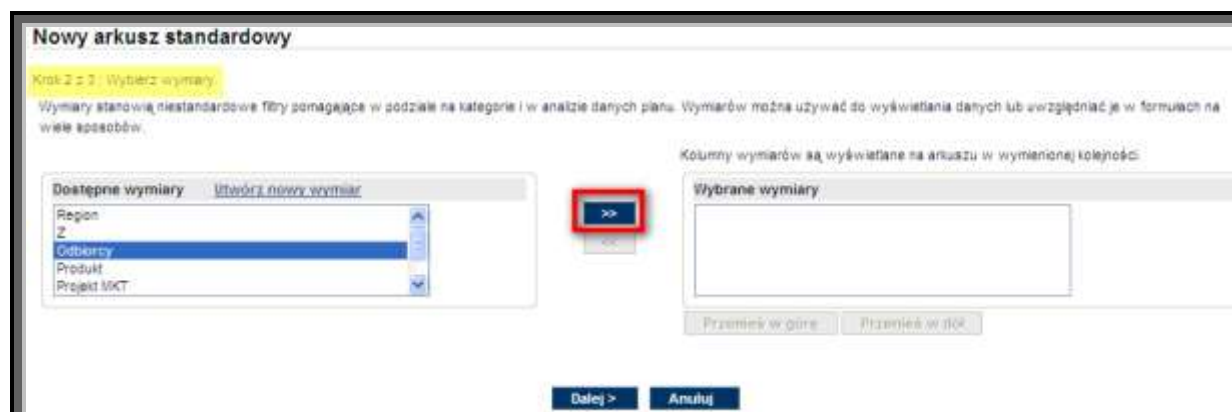 Nowy arkusz standardowy
Krok 2 z 3 : Wybierz wymiary.
Wymiary stanowią niestandardowe filtry pomagające w podziale na kategorie i w analizie danych planu. Wymiarów można używać do wyświetlania danych lub uwzględniać je w formułach na
wiele sposobów.
Kolumny wymiarów są wyświetlane na arkuszu w wymienionej kolejności.
Dostępne wymiary Utwórz nowy wymiar
Wybrane wymiary
Region
Z
Odbiorcy
Produkt
Projekt MKT
>>
<<
Przenieś w górę Przenieś w dół
Dalej > Anuluj